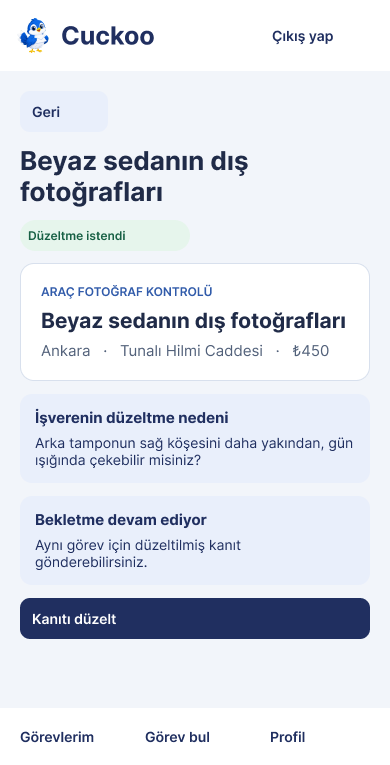 Cuckoo
Çıkış yap
Geri
Beyaz sedanın dış
fotoğrafları
Düzeltme istendi
ARAÇ FOTOĞRAF KONTROLÜ
Beyaz sedanın dış fotoğrafları
Ankara · Tunalı Hilmi Caddesi · ₺450
İşverenin düzeltme nedeni
Arka tamponun sağ köşesini daha yakından, gün
ışığında çekebilir misiniz?
Bekletme devam ediyor
Aynı görev için düzeltilmiş kanıt
gönderebilirsiniz.
Kanıtı düzelt
Görevlerim
Görev bul
Profil